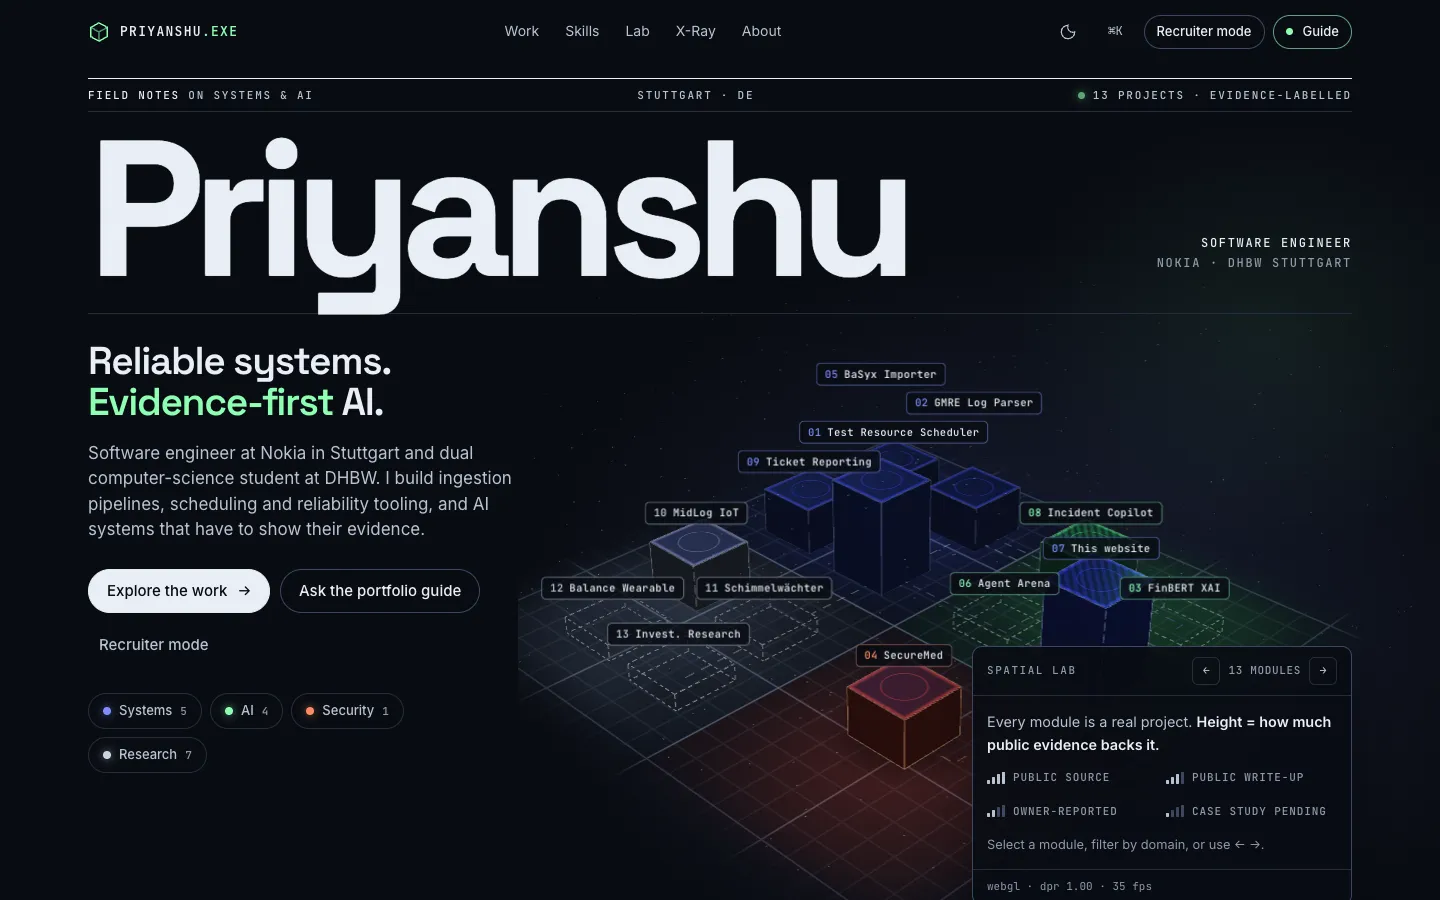 PRIYANSHU.EXE
Work Skills Lab X-Ray About
⌘K Recruiter mode Guide
FIELD NOTES ON SYSTEMS & AI
STUTTGART · DE
13 PROJECTS · EVIDENCE-LABELLED
Priyanshu
SOFTWARE ENGINEER
NOKIA · DHBW STUTTGART
Reliable systems.
Evidence-first AI.
Software engineer at Nokia in Stuttgart and dual
computer-science student at DHBW. I build ingestion
pipelines, scheduling and reliability tooling, and AI
systems that have to show their evidence.
Explore the work →
Ask the portfolio guide
Recruiter mode
Systems 5
AI 4
Security 1
Research 7
05 BaSyx Importer
02 GMRE Log Parser
01 Test Resource Scheduler
09 Ticket Reporting
10 MidLog IoT
08 Incident Copilot
07 This website
12 Balance Wearable
11 Schimmelwächter
06 Agent Arena
03 FinBERT XAI
13 Invest. Research
04 SecureMed
SPATIAL LAB
← 13 MODULES →
Every module is a real project. Height = how much
public evidence backs it.
PUBLIC SOURCE
PUBLIC WRITE-UP
OWNER-REPORTED
CASE STUDY PENDING
Select a module, filter by domain, or use ← →.
webgl · dpr 1.00 · 35 fps